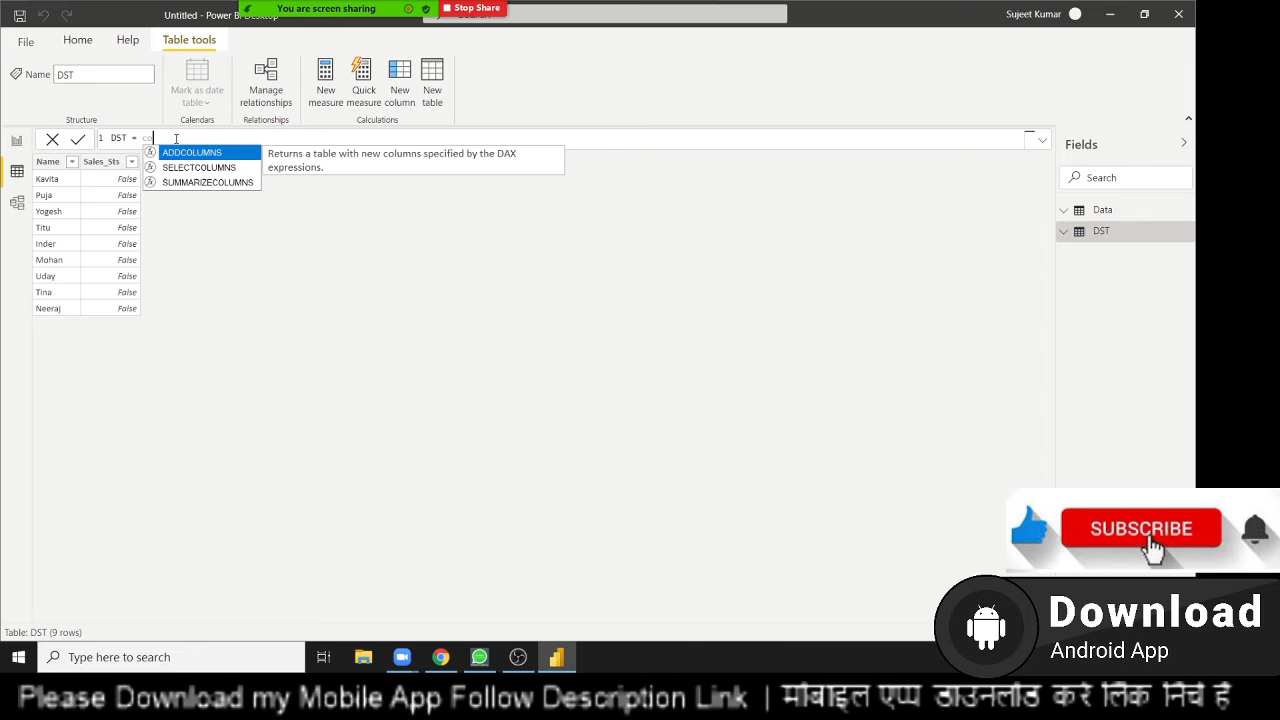 Untitled - Power BI Desktop
You are screen sharing
Stop Share
Sujeet Kumar
File
Home
Help
Table tools
Name
DST
Mark as date
table
Manage
relationships
New
measure
Quick
measure
New
column
New
table
Structure
Calendars
Relationships
Calculations
1 DST = co
ADDCOLUMNS
SELECTCOLUMNS
SUMMARIZECOLUMNS
Returns a table with new columns specified by the DAX
expressions.
Name Sales_Sts
Kavita False
Puja False
Yogesh False
Titu False
Inder False
Mohan False
Uday False
Tina False
Neeraj False
Fields
Search
Data
DST
SUBSCRIBE
Download
Android App
Table: DST (9 rows)
Type here to search
Please Download my Mobile App Follow Description Link | मोबाइल एप्प डाउनलोड करे लिंक निचे है